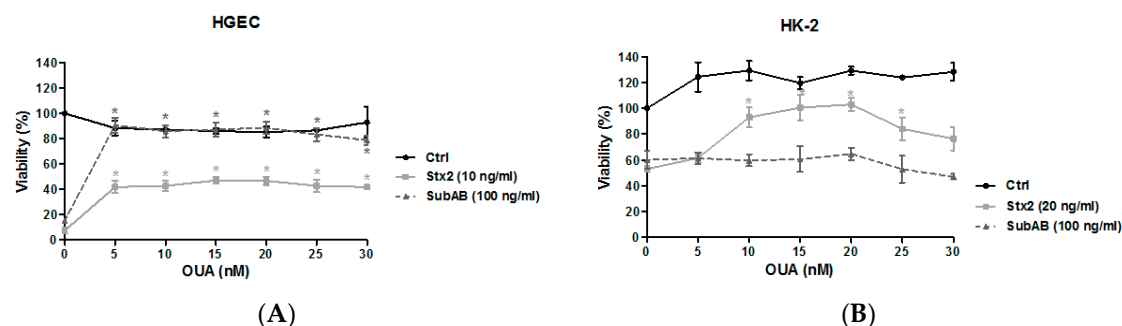 HGEC
Viability (%)
140
120
100
80
60
40
20
0
0 5 10 15 20 25 30
OUA (nM)
* * * * * *
*
* * * * * *
Ctrl
Stx2 (10 ng/ml)
SubAB (100 ng/ml)
(A)
HK-2
Viability (%)
140
120
100
80
60
40
20
0
0 5 10 15 20 25 30
OUA (nM)
* * * *
Ctrl
Stx2 (20 ng/ml)
SubAB (100 ng/ml)
(B)